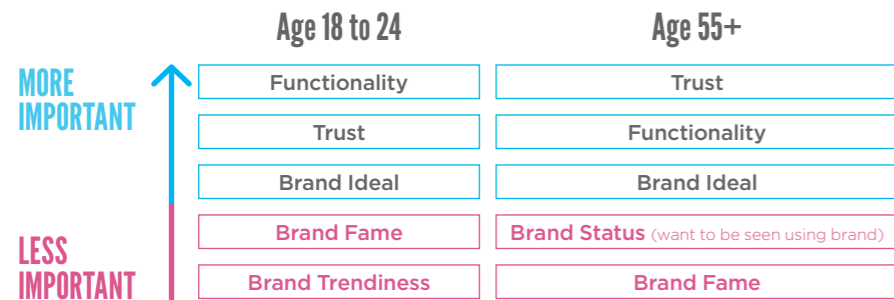 Age 18 to 24 Age 55+
MORE
IMPORTANT
Functionality Trust
Trust Functionality
Brand Ideal Brand Ideal
Brand Fame Brand Status (want to be seen using brand)
LESS
IMPORTANT
Brand Trendiness Brand Fame